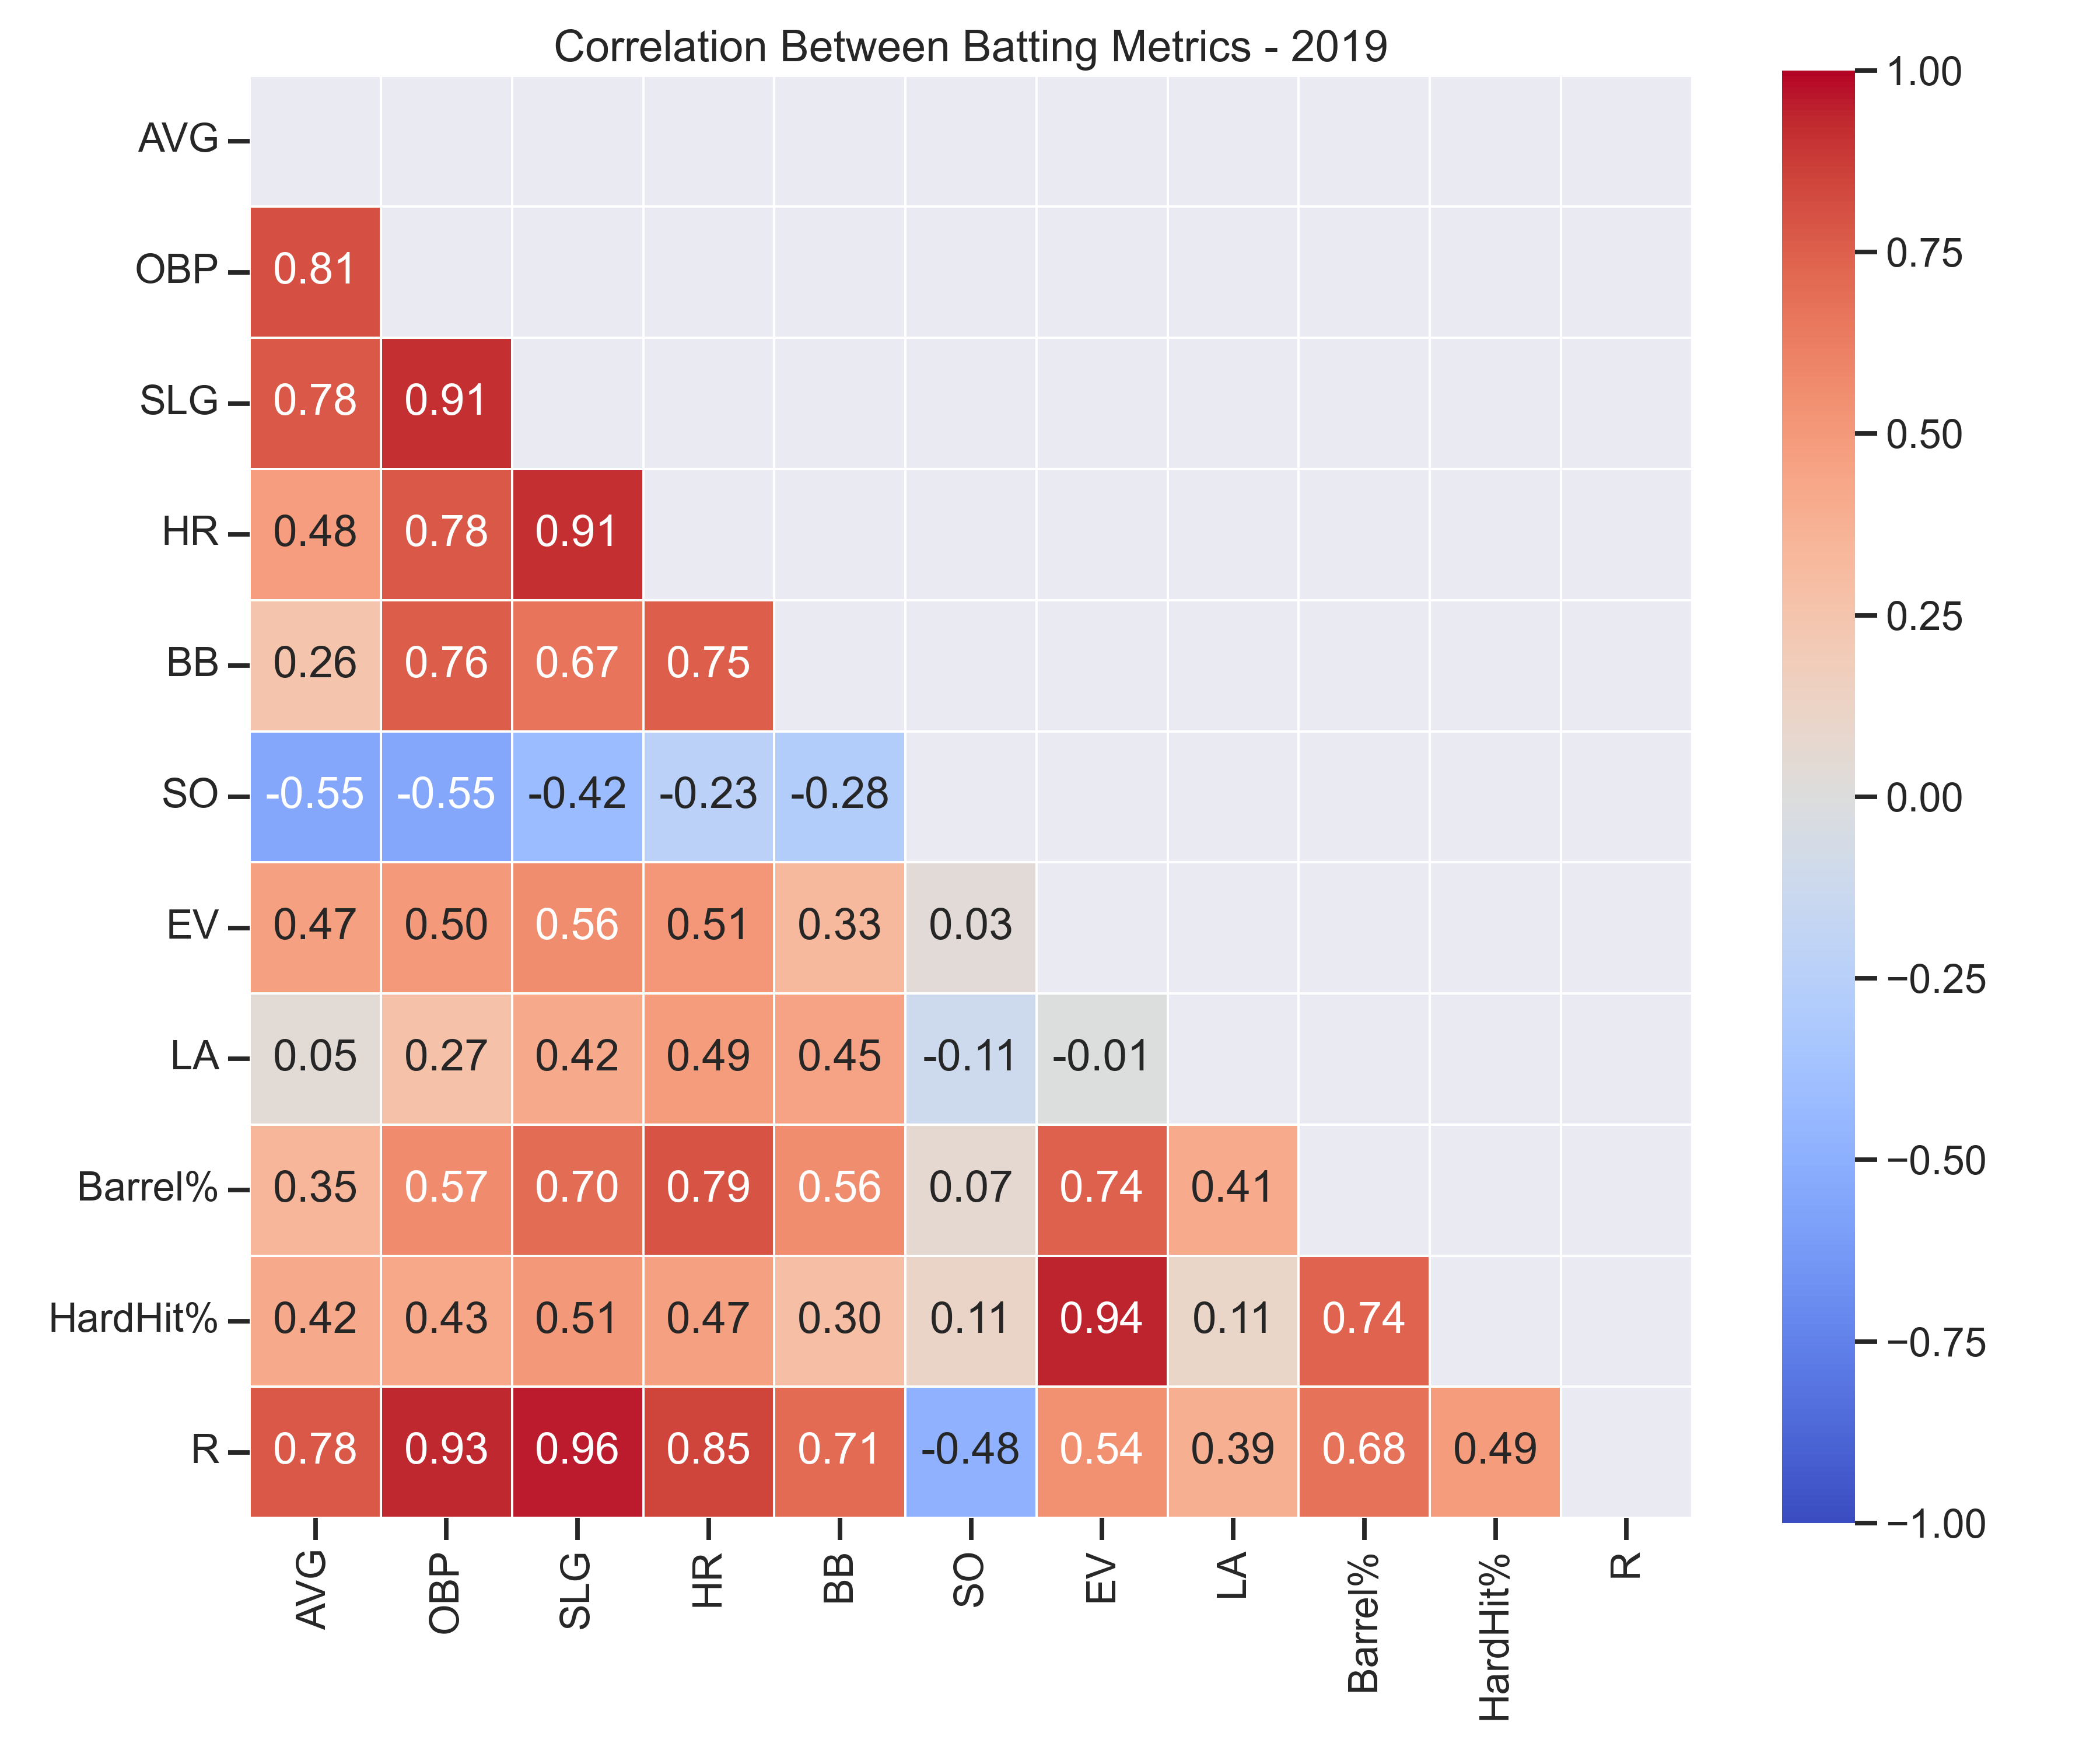 Correlation Between Batting Metrics - 2019
AVG
OBP 0.81
SLG 0.78 0.91
HR 0.48 0.78 0.91
BB 0.26 0.76 0.67 0.75
SO -0.55 -0.55 -0.42 -0.23 -0.28
EV 0.47 0.50 0.56 0.51 0.33 0.03
LA 0.05 0.27 0.42 0.49 0.45 -0.11 -0.01
Barrel% 0.35 0.57 0.70 0.79 0.56 0.07 0.74 0.41
HardHit% 0.42 0.43 0.51 0.47 0.30 0.11 0.94 0.11 0.74
R 0.78 0.93 0.96 0.85 0.71 -0.48 0.54 0.39 0.68 0.49
AVG OBP SLG HR BB SO EV LA Barrel% HardHit% R
1.00
0.75
0.50
0.25
0.00
−0.25
−0.50
−0.75
−1.00